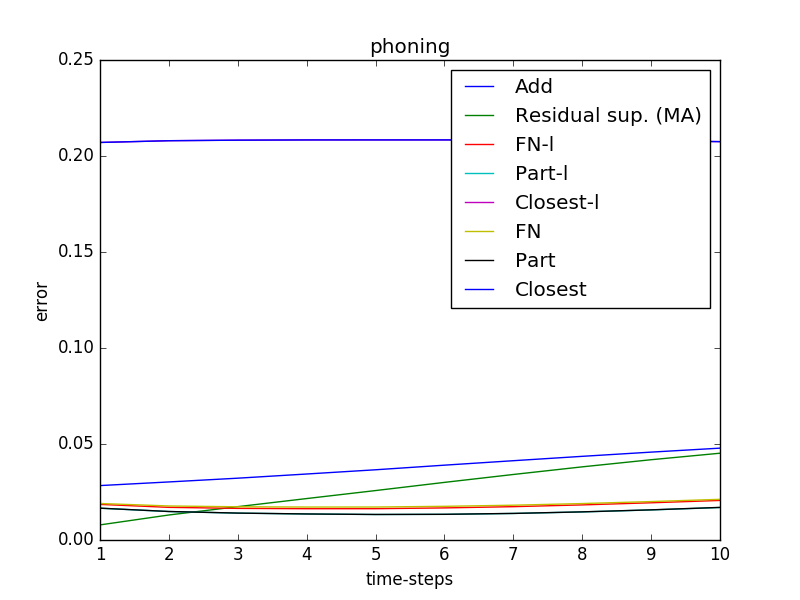 phoning
0.25
0.20
0.15
0.10
0.05
0.00
error
Add
Residual sup. (MA)
FN-l
Part-l
Closest-l
FN
Part
Closest
1 2 3 4 5 6 7 8 9 10
time-steps